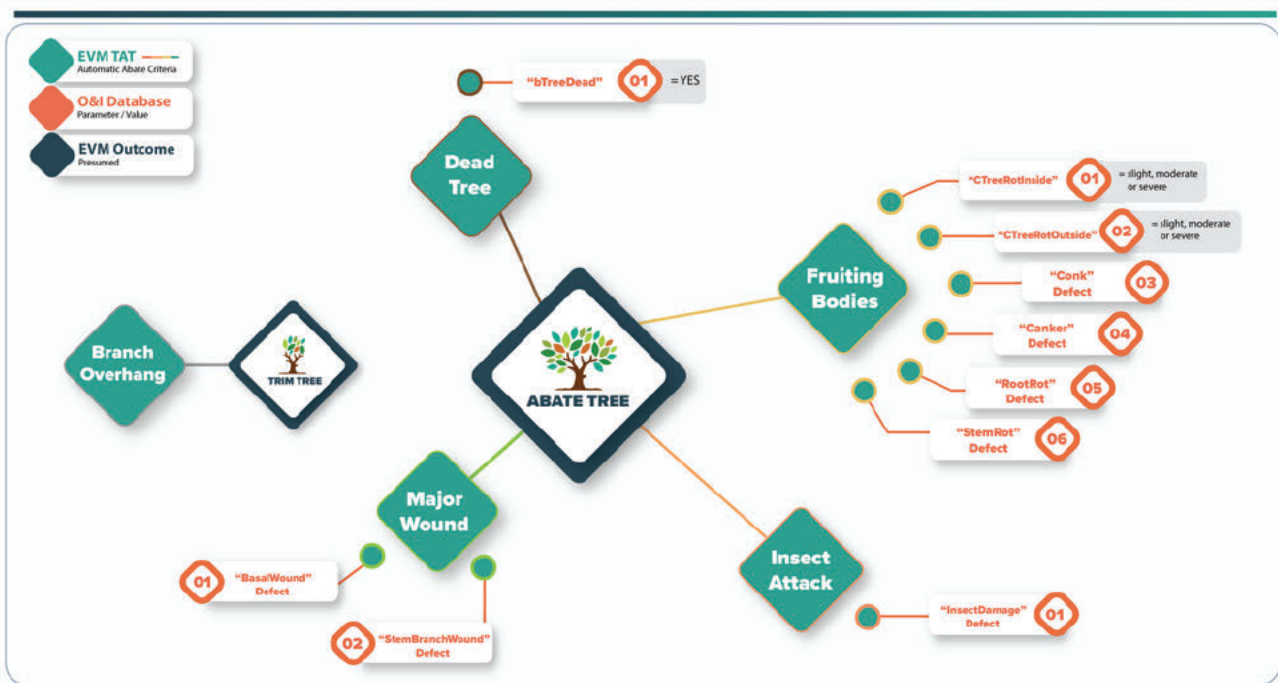 EVM TAT
Automatic Abate Criteria
O&I Database
Parameter / Value
EVM Outcome
Presumed
"bTreeDead"
01
= YES
Dead
Tree
"CTreeRotInside"
01
= slight, moderate
or severe
"CTreeRotOutside"
02
= slight, moderate
or severe
Fruiting
Bodies
"Conk"
Defect
03
"Canker"
Defect
04
"RootRot"
Defect
05
"StemRot"
Defect
06
Branch
Overhang
TRIM TREE
ABATE TREE
Major
Wound
01
"BasalWound"
Defect
02
"StemBranchWound"
Defect
Insect
Attack
"InsectDamage"
Defect
01